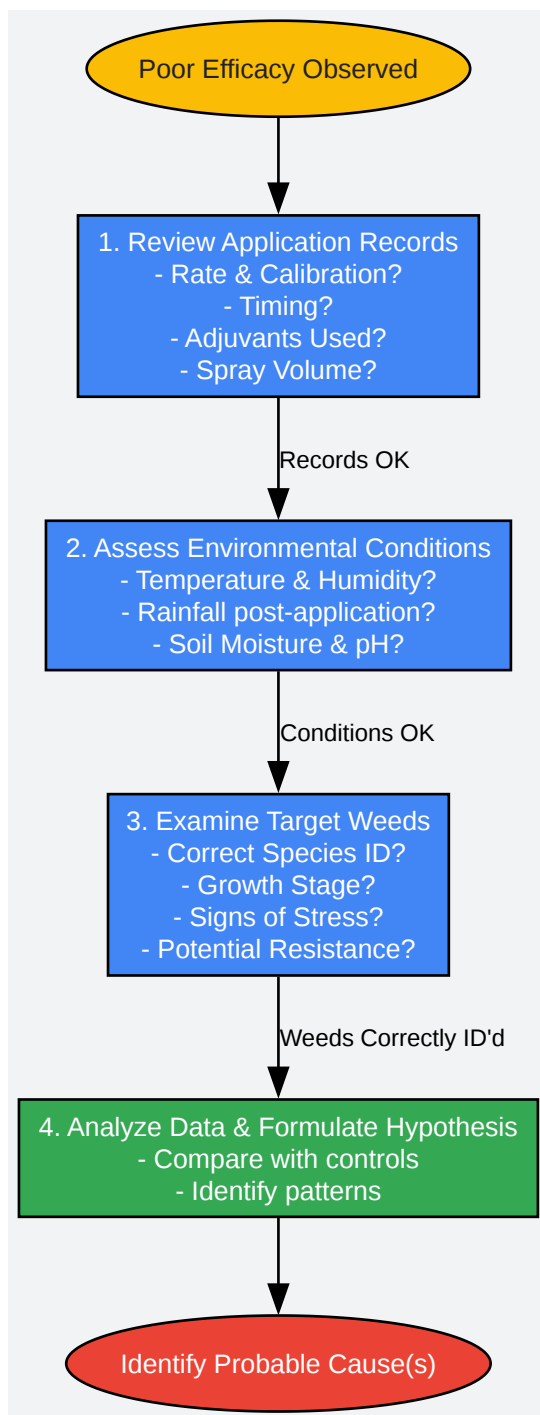 Poor Efficacy Observed
1. Review Application Records
- Rate & Calibration?
- Timing?
- Adjuvants Used?
- Spray Volume?
Records OK
2. Assess Environmental Conditions
- Temperature & Humidity?
- Rainfall post-application?
- Soil Moisture & pH?
Conditions OK
3. Examine Target Weeds
- Correct Species ID?
- Growth Stage?
- Signs of Stress?
- Potential Resistance?
Weeds Correctly ID'd
4. Analyze Data & Formulate Hypothesis
- Compare with controls
- Identify patterns
Identify Probable Cause(s)